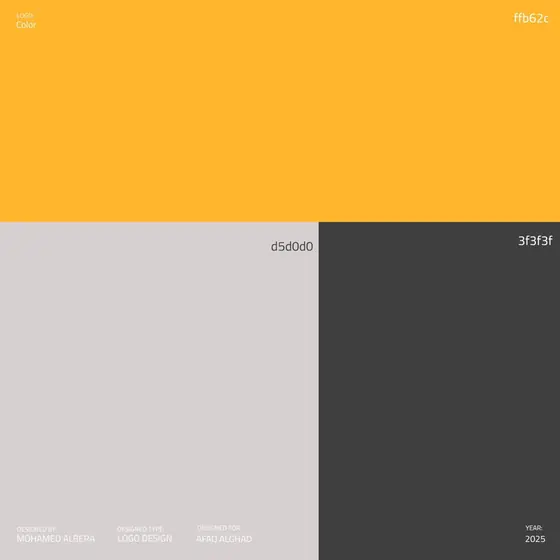 LOGO
Color
ffb62c
d5d0d0
3f3f3f
DESIGNED BY:
MOHAMED ALBERA
DESIGNED TYPE:
LOGO DESIGN
DESIGNED FOR:
AFAQ ALGHAD
YEAR:
2025